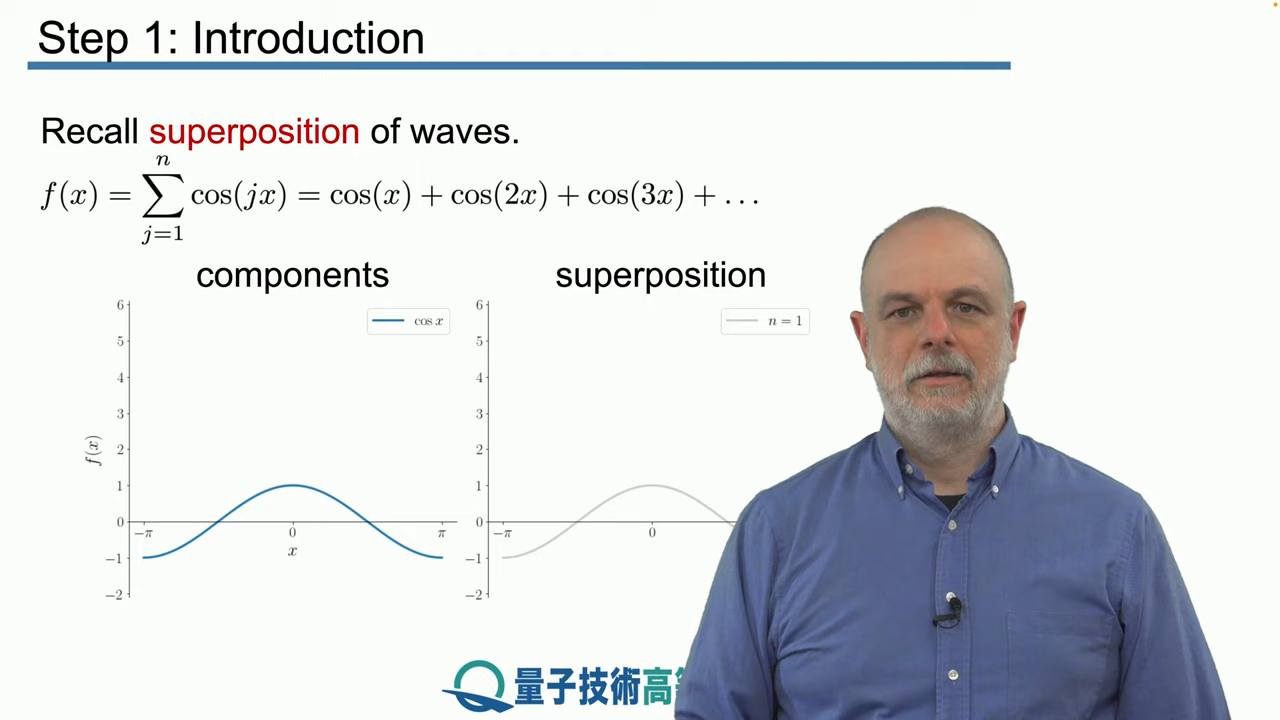 Step 1: Introduction
Recall superposition of waves.
f(x) = \sum_{j=1}^{n} cos(jx) = cos(x) + cos(2x) + cos(3x) + ...
components
superposition
6
5
4
3
2
1
0
−1
−2
f(x)
cos x
−π
0
π
x
6
5
4
3
2
1
0
−1
−2
n = 1
−π
0
量子技術高